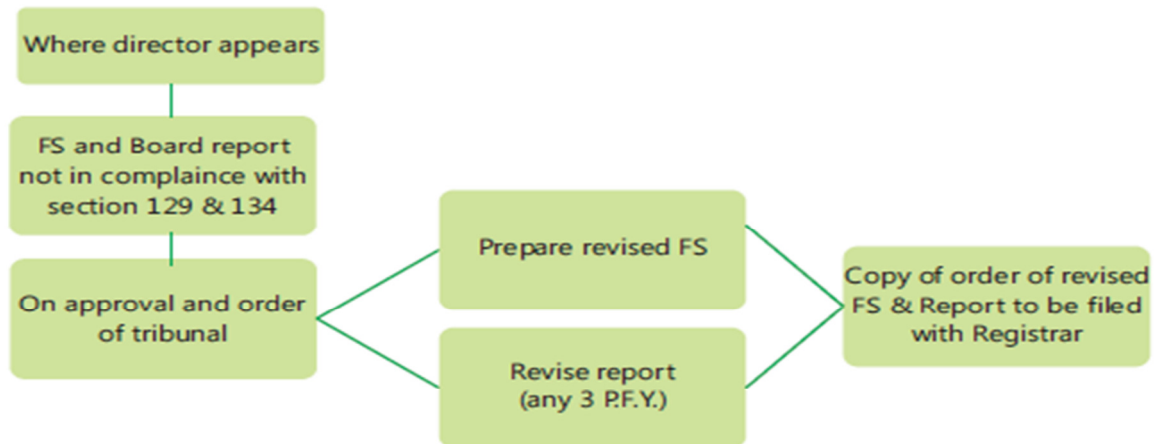 Where director appears
FS and Board report
not in complaince with
section 129 & 134
On approval and order
of tribunal
Prepare revised FS
Revise report
(any 3 P.F.Y.)
Copy of order of revised
FS & Report to be filed
with Registrar